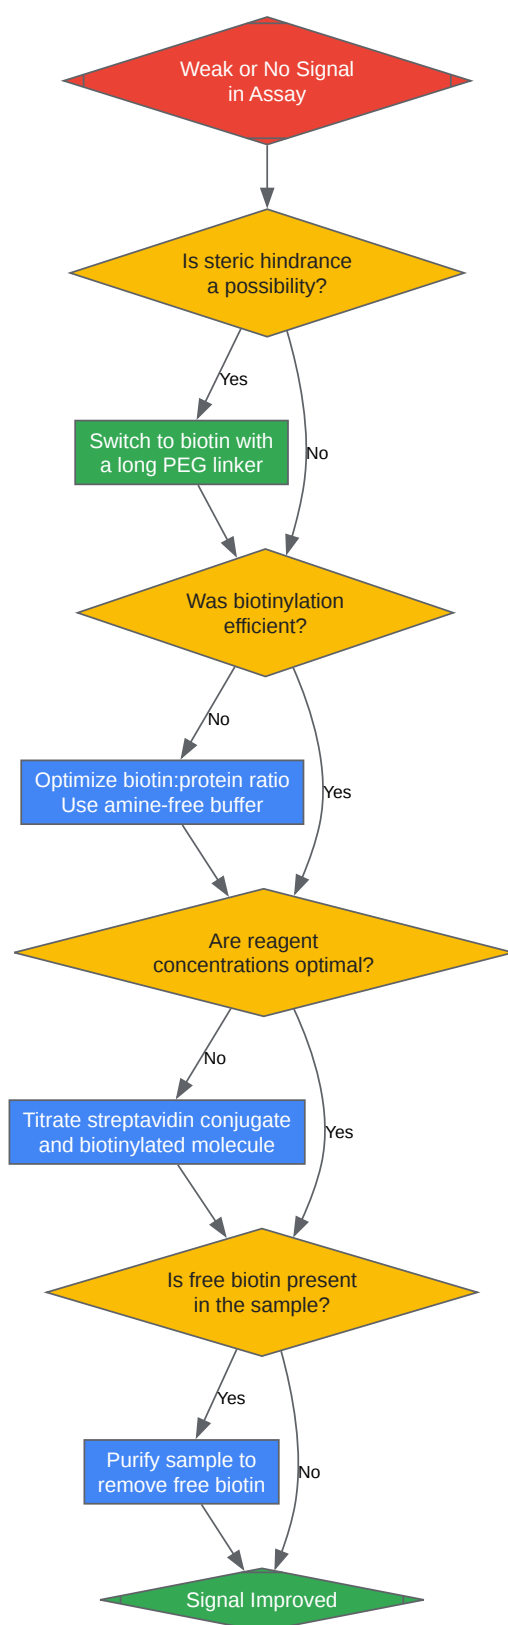 Weak or No Signal
in Assay
Is steric hindrance
a possibility?
Yes
Switch to biotin with
a long PEG linker
No
Was biotinylation
efficient?
No
Optimize biotin:protein ratio
Use amine-free buffer
Yes
Are reagent
concentrations optimal?
No
Titrate streptavidin conjugate
and biotinylated molecule
Yes
Is free biotin present
in the sample?
Yes
Purify sample to
remove free biotin
No
Signal Improved